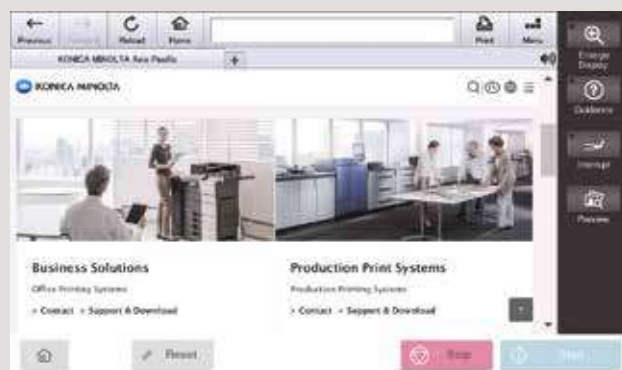 Previous Forward Reload Home Print Menu
KONICA MINOLTA Asia Pacific +
Enlarge
Display
KONICA MINOLTA
Guidance
Interrupt
Preview
Business Solutions Production Print Systems
Office Printing Systems Production Printing Systems
> Contact > Support & Download > Contact > Support & Download
Reset Stop Start